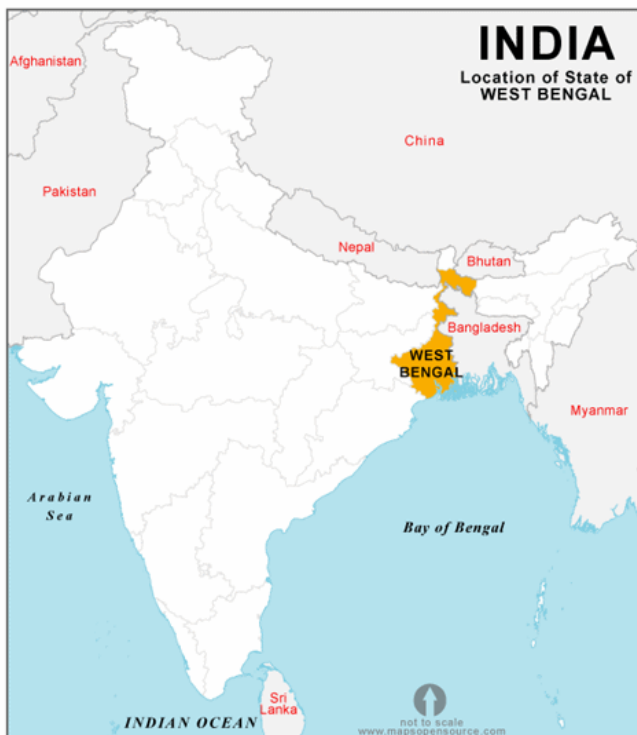 INDIA
Location of State of
WEST BENGAL
Afghanistan
China
Pakistan
Nepal
Bhutan
Bangladesh
WEST
BENGAL
Myanmar
Arabian
Sea
Bay of Bengal
Sri
Lanka
INDIAN OCEAN
not to scale
www.mapsopensource.com